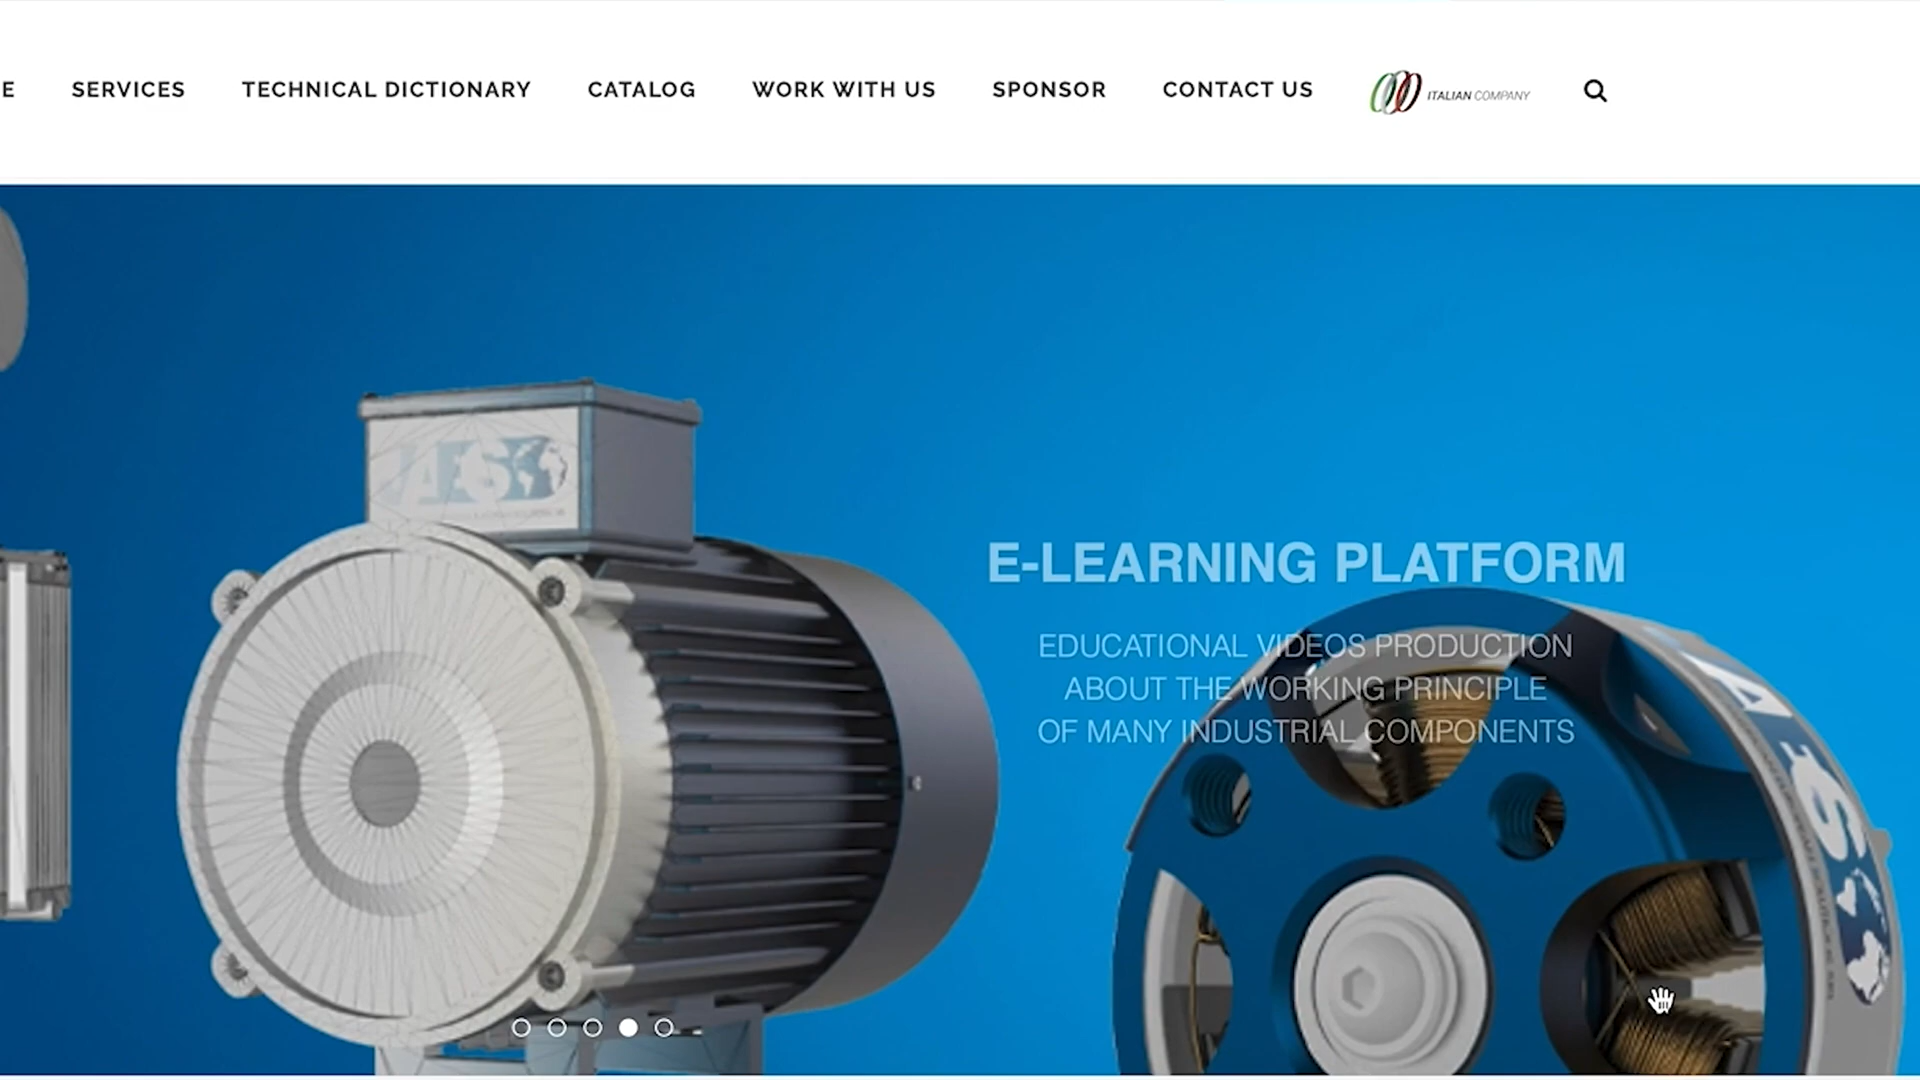 E SERVICES TECHNICAL DICTIONARY CATALOG WORK WITH US SPONSOR CONTACT US ITALIAN COMPANY
E-LEARNING PLATFORM
EDUCATIONAL VIDEOS PRODUCTION
ABOUT THE WORKING PRINCIPLE
OF MANY INDUSTRIAL COMPONENTS